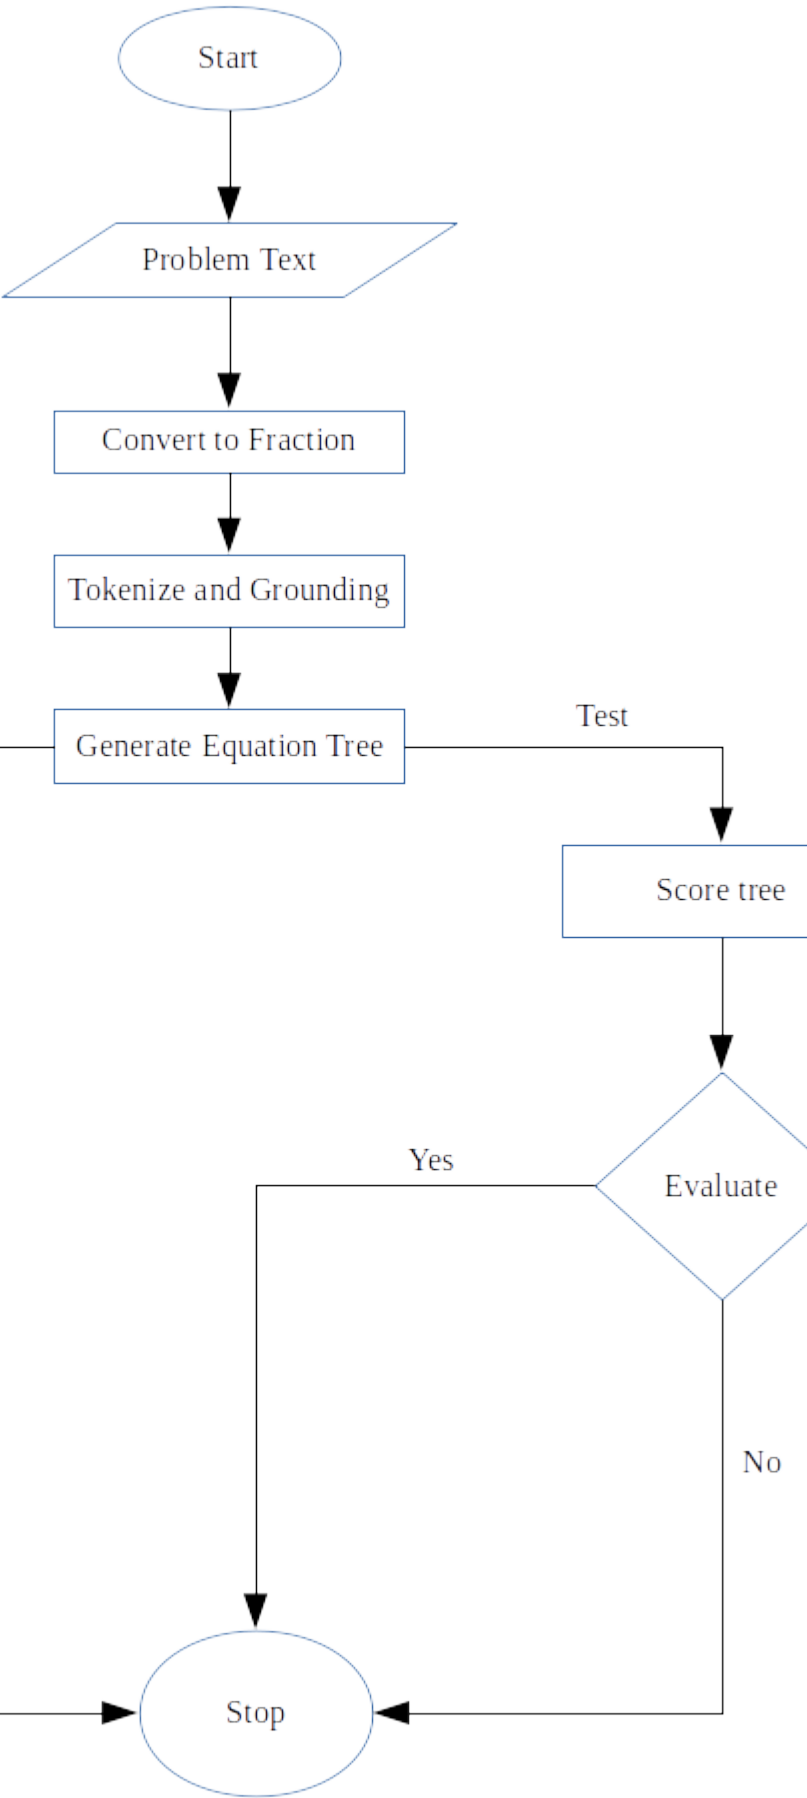 Start
Problem Text
Convert to Fraction
Tokenize and Grounding
Generate Equation Tree
Test
Score tree
Evaluate
Yes
No
Stop